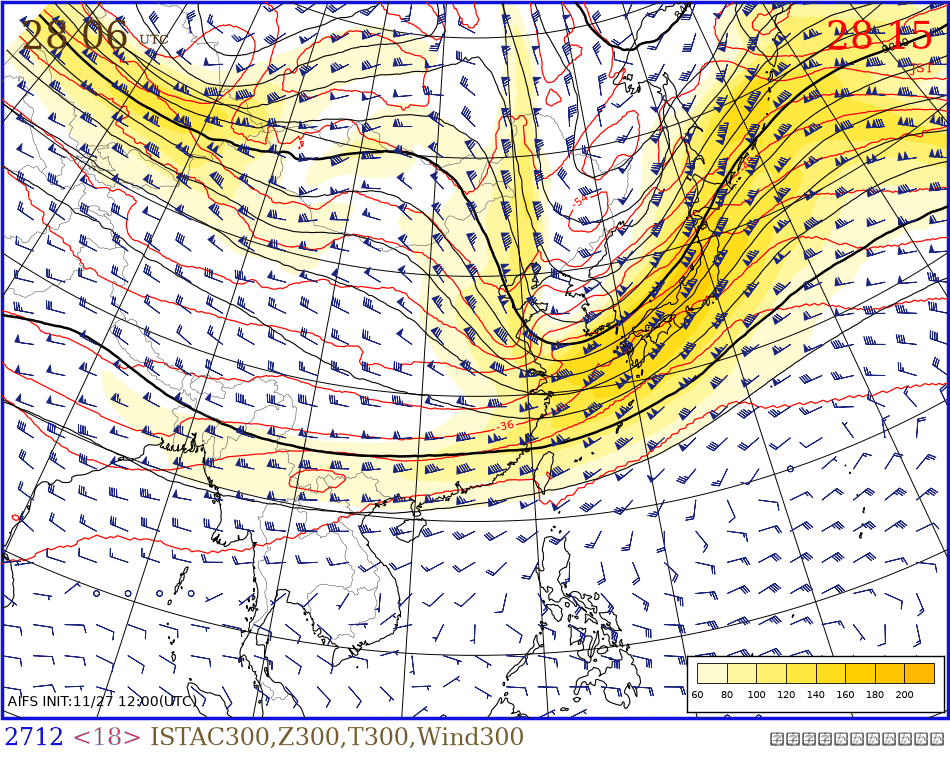 28 06 UTC
28 15
JST
-54
-36
60 80 100 120 140 160 180 200
AIFS INIT:11/27 12:00(UTC)
2712 <18> ISTAC300,Z300,T300,Wind300